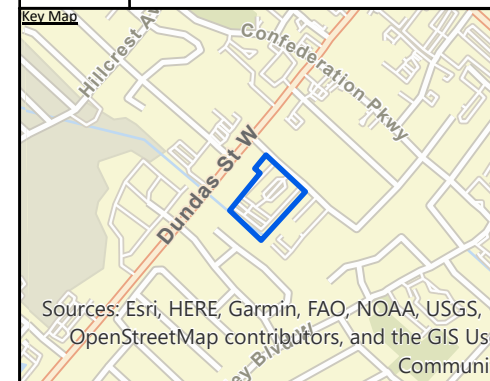 Key Map
Hillcrest Av
Confederation Pkwy
Dundas St W
Sources: Esri, HERE, Garmin, FAO, NOAA, USGS,
OpenStreetMap contributors, and the GIS Us
Communi